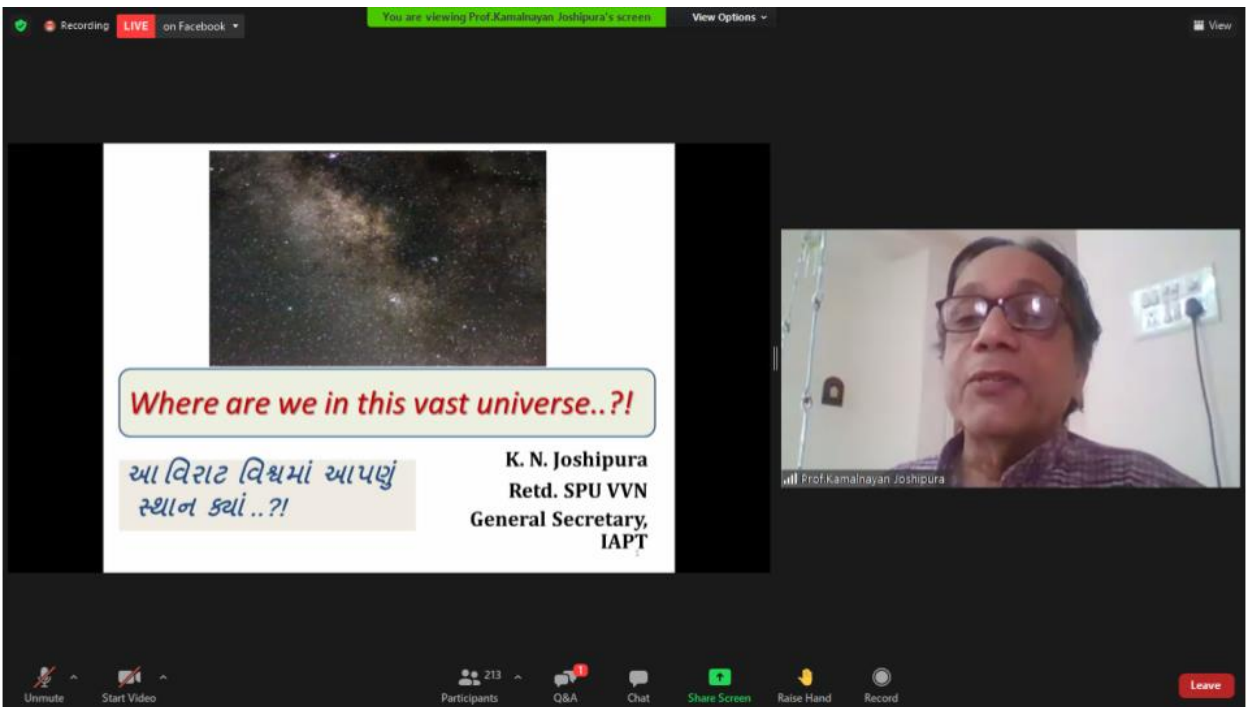 Recording LIVE on Facebook
You are viewing Prof.Kamalnayan Joshipura's screen
View Options
View
Where are we in this vast universe..?!
આ વિરાટ વિશ્વમાં આપણું
સ્થાન ક્યાં ..?!
K. N. Joshipura
Retd. SPU VVN
General Secretary,
IAPT
1
Prof.Kamalnayan Joshipura
Unmute
Start Video
213
Participants
1
Q&A
Chat
Share Screen
Raise Hand
Record
Leave